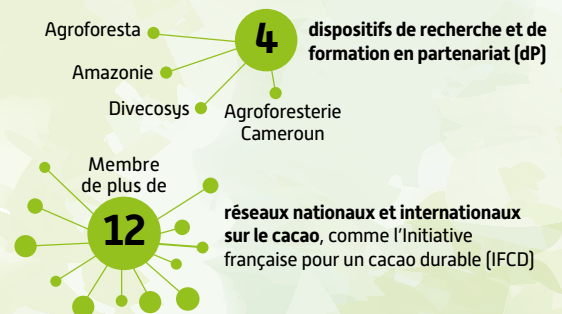 Agroforesta
Amazonie
Divecosys
Agroforesterie
Cameroun
4
dispositifs de recherche et de
formation en partenariat (dP)
Membre
de plus de
12
réseaux nationaux et internationaux
sur le cacao, comme l'Initiative
française pour un cacao durable (IFCD)